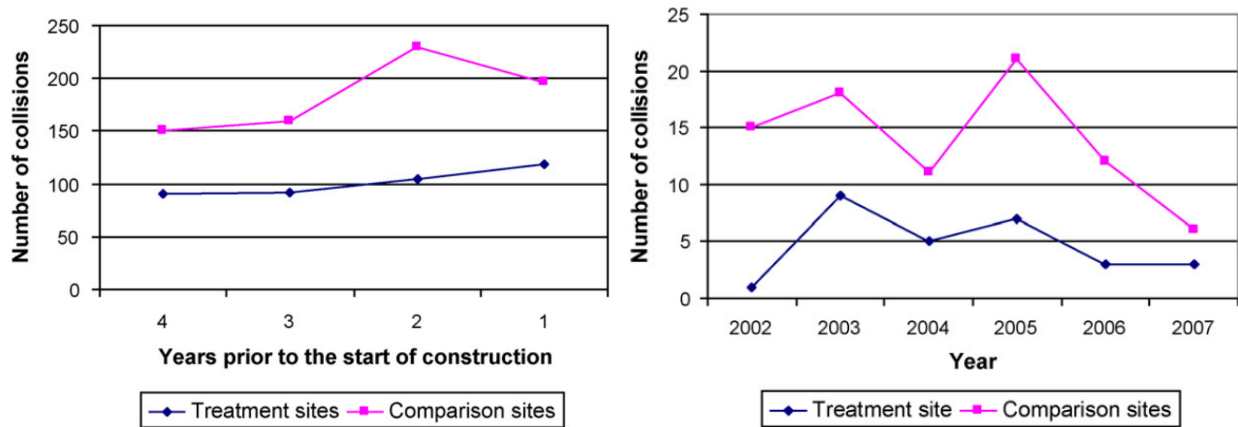 250
200
150
100
50
0
Number of collisions
4 3 2 1
Years prior to the start of construction
Treatment sites Comparison sites
25
20
15
10
5
0
Number of collisions
2002 2003 2004 2005 2006 2007
Year
Treatment site Comparison sites